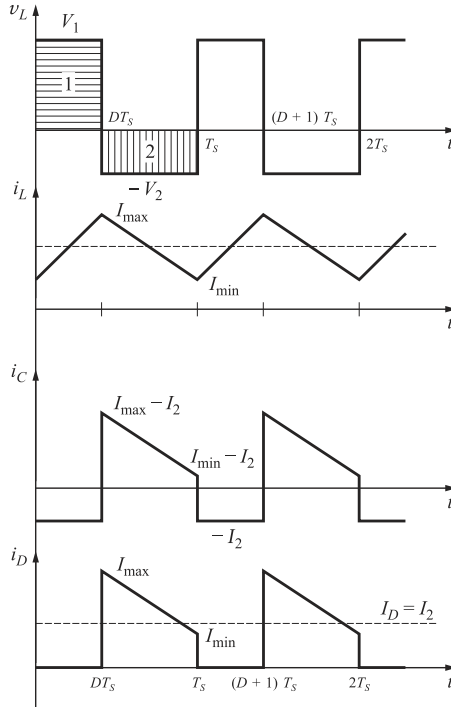 v_L
V_1
1
DT_S
(D + 1) T_S
2
T_S
2T_S
t
− V_2
i_L
I_max
I_min
t
i_C
I_max − I_2
I_min − I_2
t
− I_2
i_D
I_max
I_D = I_2
I_min
t
DT_S T_S (D + 1) T_S 2T_S